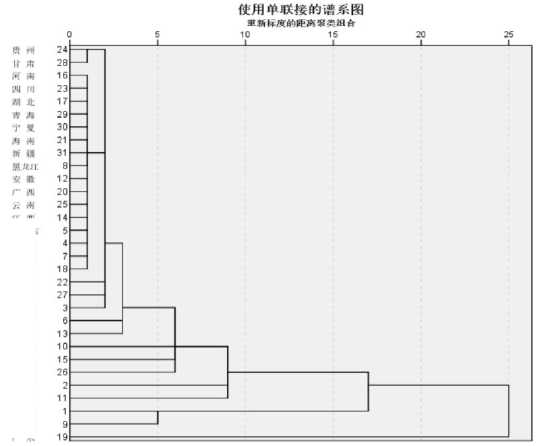 使用单联接的谱系图
重新标度的距离聚类组合
0 5 10 15 20 25
贵 州 24
甘 肃 28
河 南 16
四 川 23
湖 北 17
青 海 29
宁 夏 30
海 南 21
新 疆 31
黑龙江 8
安 徽 12
广 西 20
云 南 25
14
5
4
7
18
22
27
3
6
13
10
15
26
2
11
1
9
19